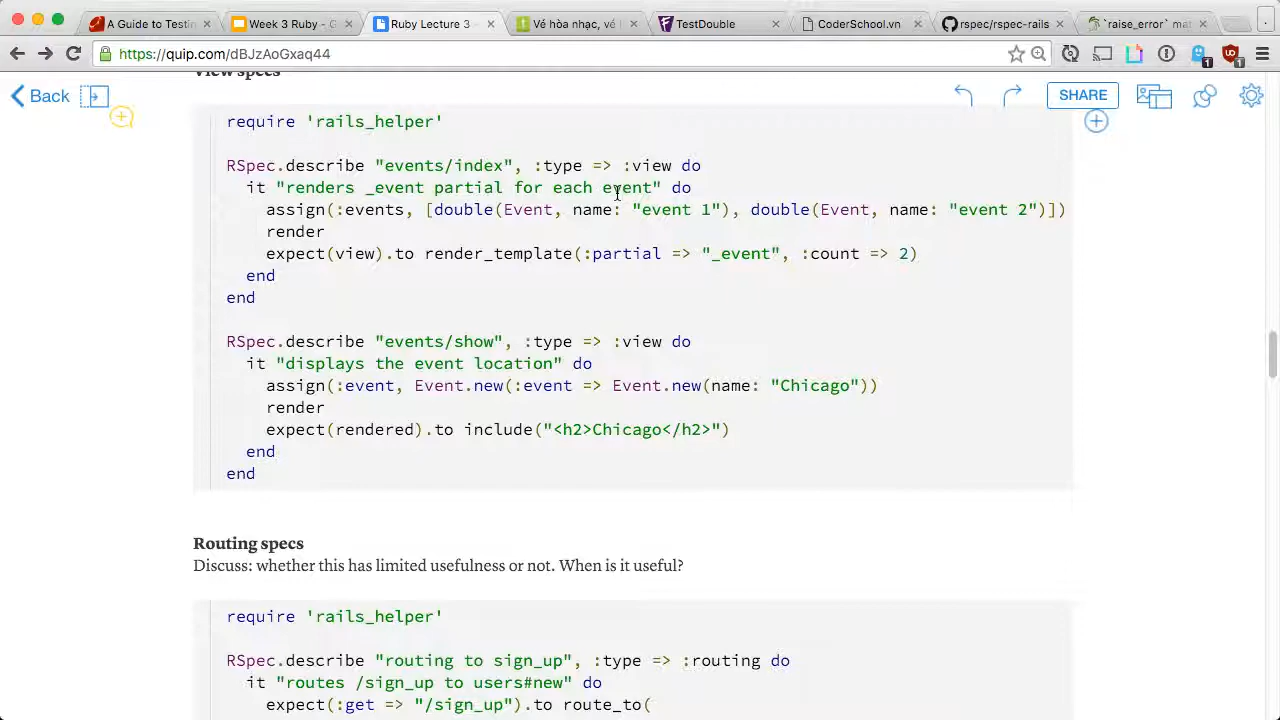 A Guide to Testin
Week 3 Ruby - G
Ruby Lecture 3 -
Vé hòa nhạc, vé l
TestDouble
CoderSchool.vn
rspec/rspec-rails
`raise_error` mat
https://quip.com/dBJzAoGxaq44
1
1
View specs
Back
SHARE
require 'rails_helper'
RSpec.describe "events/index", :type => :view do
it "renders _event partial for each event" do
assign(:events, [double(Event, name: "event 1"), double(Event, name: "event 2")])
render
expect(view).to render_template(:partial => "_event", :count => 2)
end
end
RSpec.describe "events/show", :type => :view do
it "displays the event location" do
assign(:event, Event.new(:event => Event.new(name: "Chicago"))
render
expect(rendered).to include("<h2>Chicago</h2>")
end
end
Routing specs
Discuss: whether this has limited usefulness or not. When is it useful?
require 'rails_helper'
RSpec.describe "routing to sign_up", :type => :routing do
it "routes /sign_up to users#new" do
expect(:get => "/sign_up").to route_to(